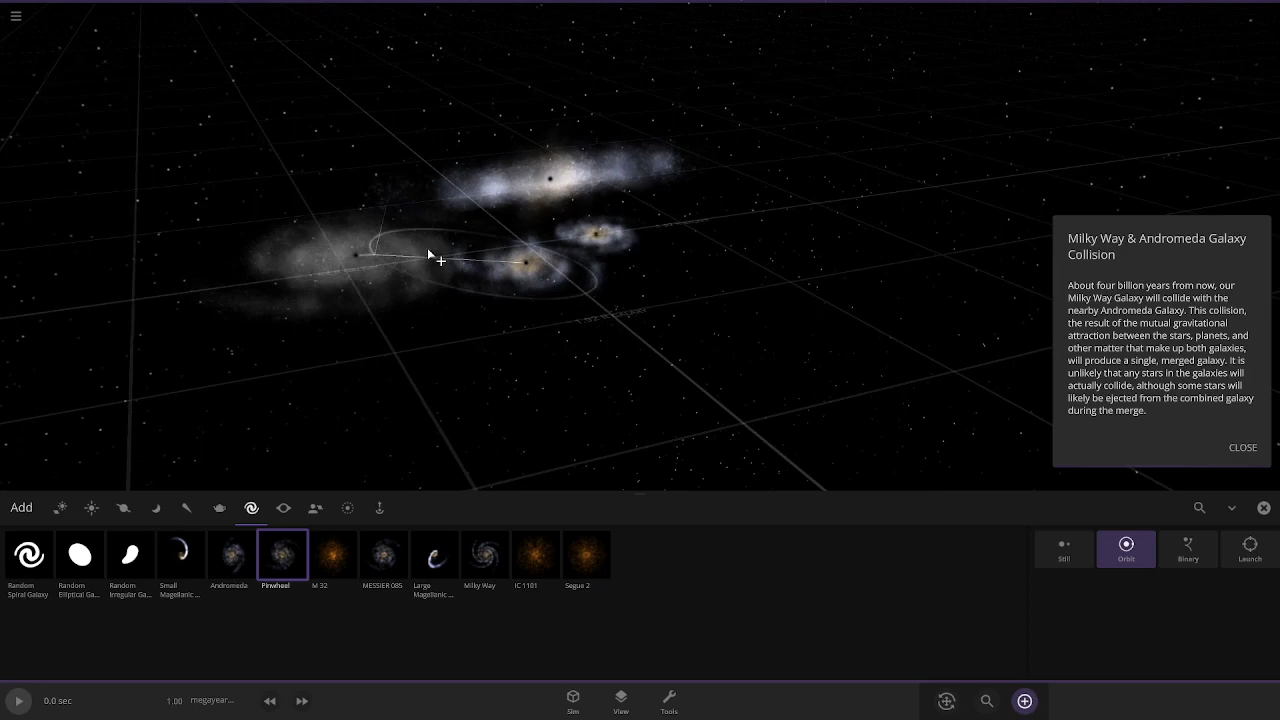 Milky Way & Andromeda Galaxy
Collision
About four billion years from now, our
Milky Way Galaxy will collide with the
nearby Andromeda Galaxy. This collision,
the result of the mutual gravitational
attraction between the stars, planets, and
other matter that make up both galaxies,
will produce a single, merged galaxy. It is
unlikely that any stars in the galaxies will
actually collide, although some stars will
likely be ejected from the combined galaxy
during the merge.
CLOSE
Add
Random
Spiral Galaxy
Random
Elliptical Ga...
Random
Irregular Ga...
Small
Magellanic ...
Andromeda
Pinwheel
M 32
MESSIER 085
Large
Magellanic ...
Milky Way
IC 1101
Segue 2
Still
Orbit
Binary
Launch
0.0 sec
1.00
megayear...
Sim
View
Tools